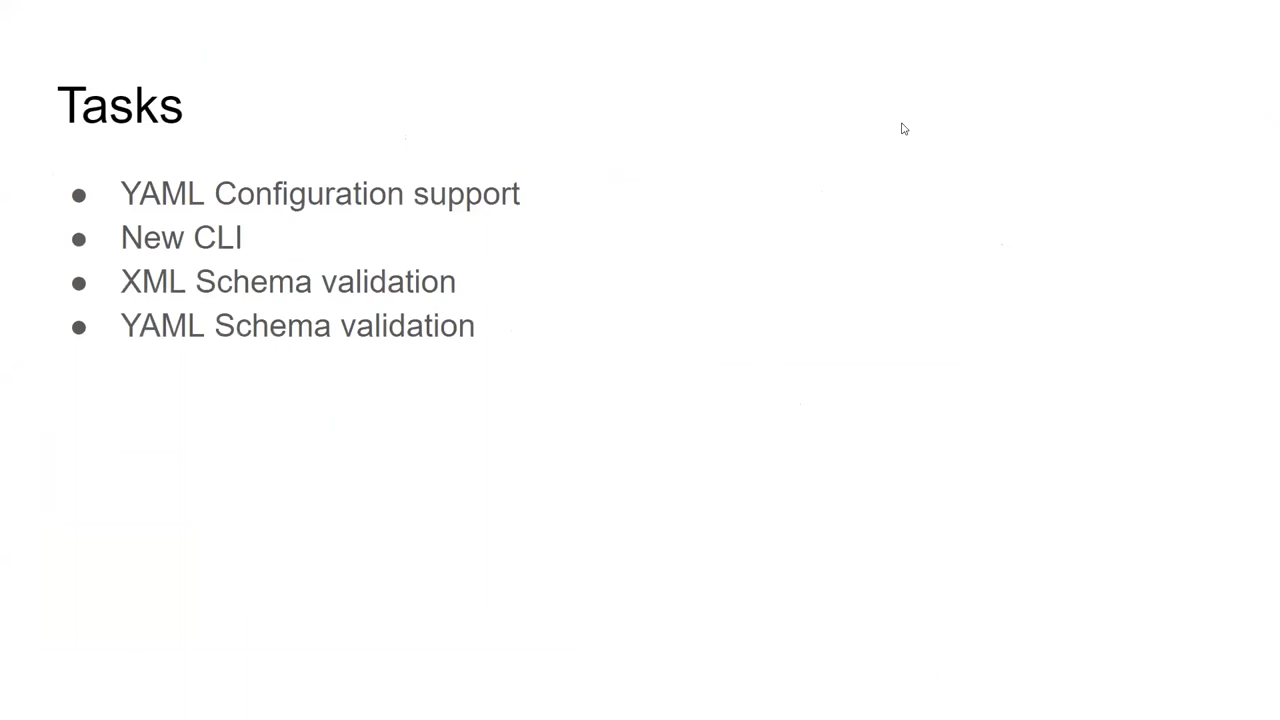 Tasks
● YAML Configuration support
● New CLI
● XML Schema validation
● YAML Schema validation